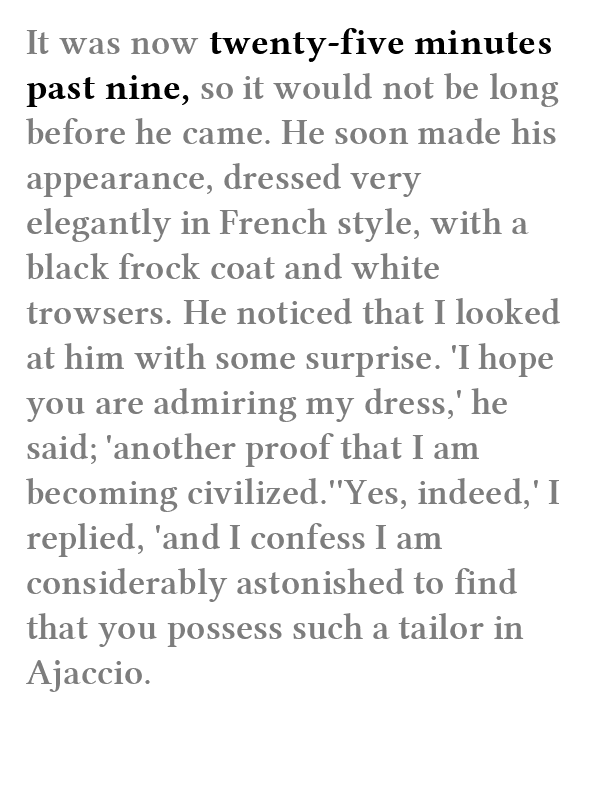 It was now twenty-five minutes
past nine, so it would not be long
before he came. He soon made his
appearance, dressed very
elegantly in French style, with a
black frock coat and white
trowsers. He noticed that I looked
at him with some surprise. 'I hope
you are admiring my dress,' he
said; 'another proof that I am
becoming civilized.''Yes, indeed,' I
replied, 'and I confess I am
considerably astonished to find
that you possess such a tailor in
Ajaccio.